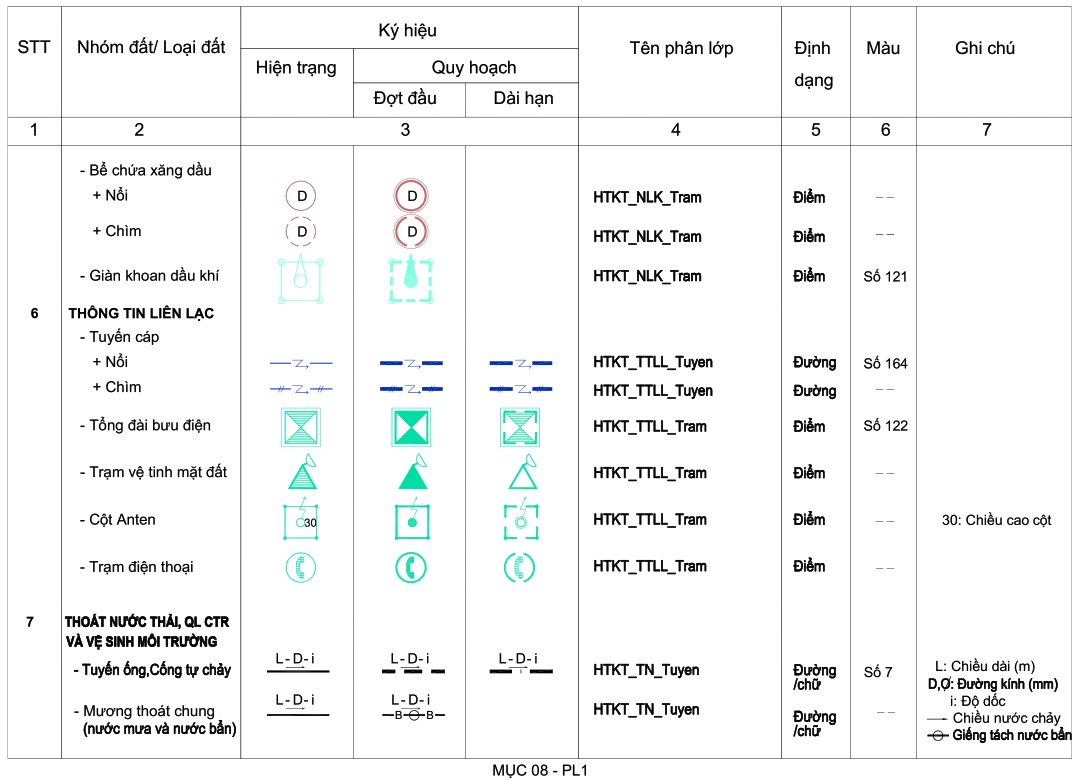 STT
Nhóm đất/ Loại đất
Ký hiệu
Hiện trạng
Quy hoạch
Đợt đầu
Dài hạn
Tên phân lớp
Định
dạng
Màu
Ghi chú
1 2 3 4 5 6 7
- Bể chứa xăng dầu
+ Nổi D D HTKT_NLK_Tram Điểm – –
+ Chìm D D HTKT_NLK_Tram Điểm – –
- Giàn khoan dầu khí HTKT_NLK_Tram Điểm Số 121
6 THÔNG TIN LIÊN LẠC
- Tuyến cáp
+ Nổi HTKT_TTLL_Tuyen Đường Số 164
+ Chìm HTKT_TTLL_Tuyen Đường – –
- Tổng đài bưu điện HTKT_TTLL_Tram Điểm Số 122
- Trạm vệ tinh mặt đất HTKT_TTLL_Tram Điểm – –
- Cột Anten 30 HTKT_TTLL_Tram Điểm – – 30: Chiều cao cột
- Trạm điện thoại HTKT_TTLL_Tram Điểm – –
7 THOÁT NƯỚC THẢI, QL CTR
VÀ VỆ SINH MÔI TRƯỜNG
- Tuyến ống,Cống tự chảy L-D-i L-D-i L-D-i HTKT_TN_Tuyen Đường
/chữ
Số 7
L: Chiều dài (m)
D,Ơ: Đường kính (mm)
i: Độ dốc
- Mương thoát chung
(nước mưa và nước bẩn)
L-D-i L-D-i
B B
HTKT_TN_Tuyen Đường
/chữ
– –
Chiều nước chảy
Giếng tách nước bẩn
MỤC 08 - PL1